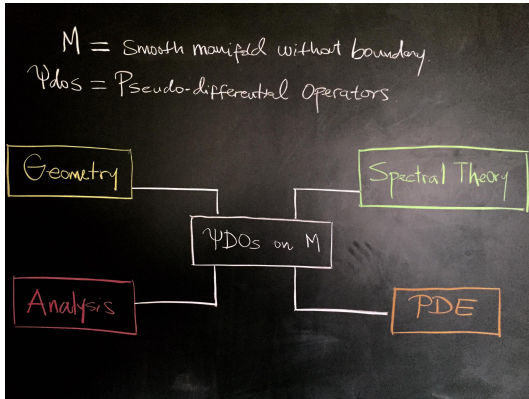 M = Smooth manifold without boundary.
Ψdos = Pseudo-differential Operators
Geometry
Spectral Theory
ΨDOs on M
Analysis
PDE